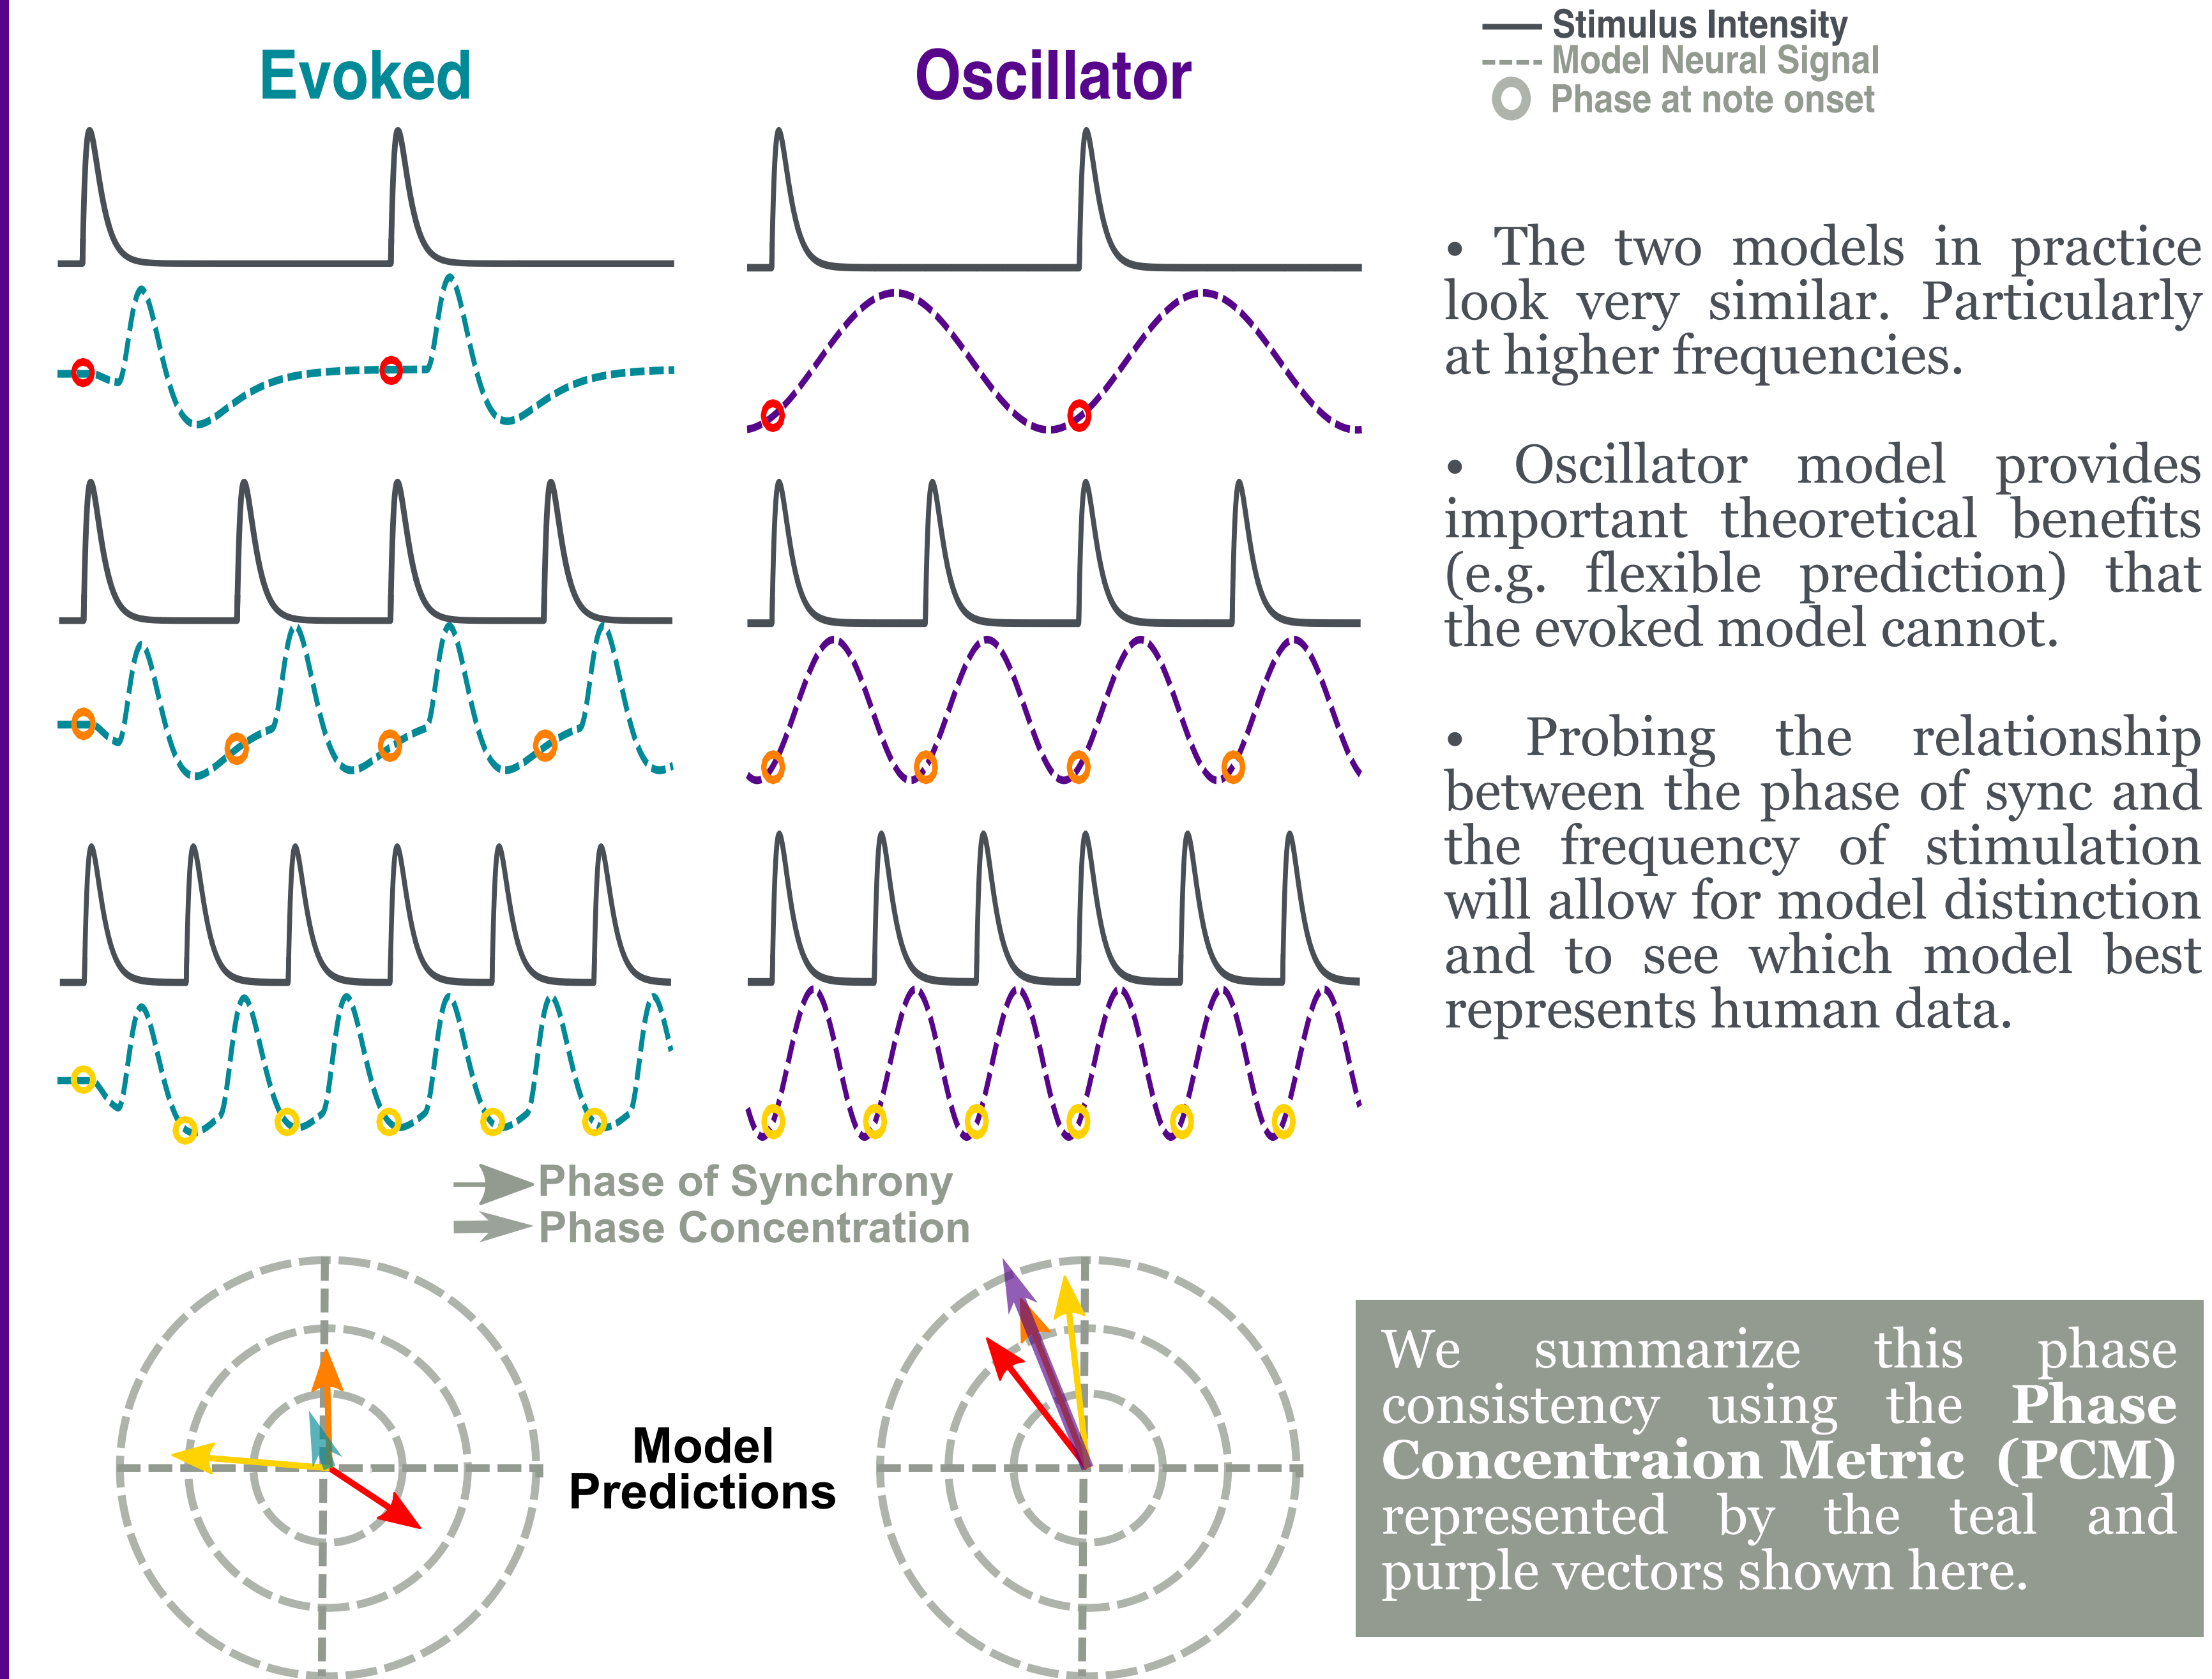 Evoked
Oscillator
Stimulus Intensity
Model Neural Signal
Phase at note onset
• The two models in practice
look very similar. Particularly
at higher frequencies.
• Oscillator model provides
important theoretical benefits
(e.g. flexible prediction) that
the evoked model cannot.
• Probing the relationship
between the phase of sync and
the frequency of stimulation
will allow for model distinction
and to see which model best
represents human data.
Phase of Synchrony
Phase Concentration
Model
Predictions
We summarize this phase
consistency using the Phase
Concentraion Metric (PCM)
represented by the teal and
purple vectors shown here.